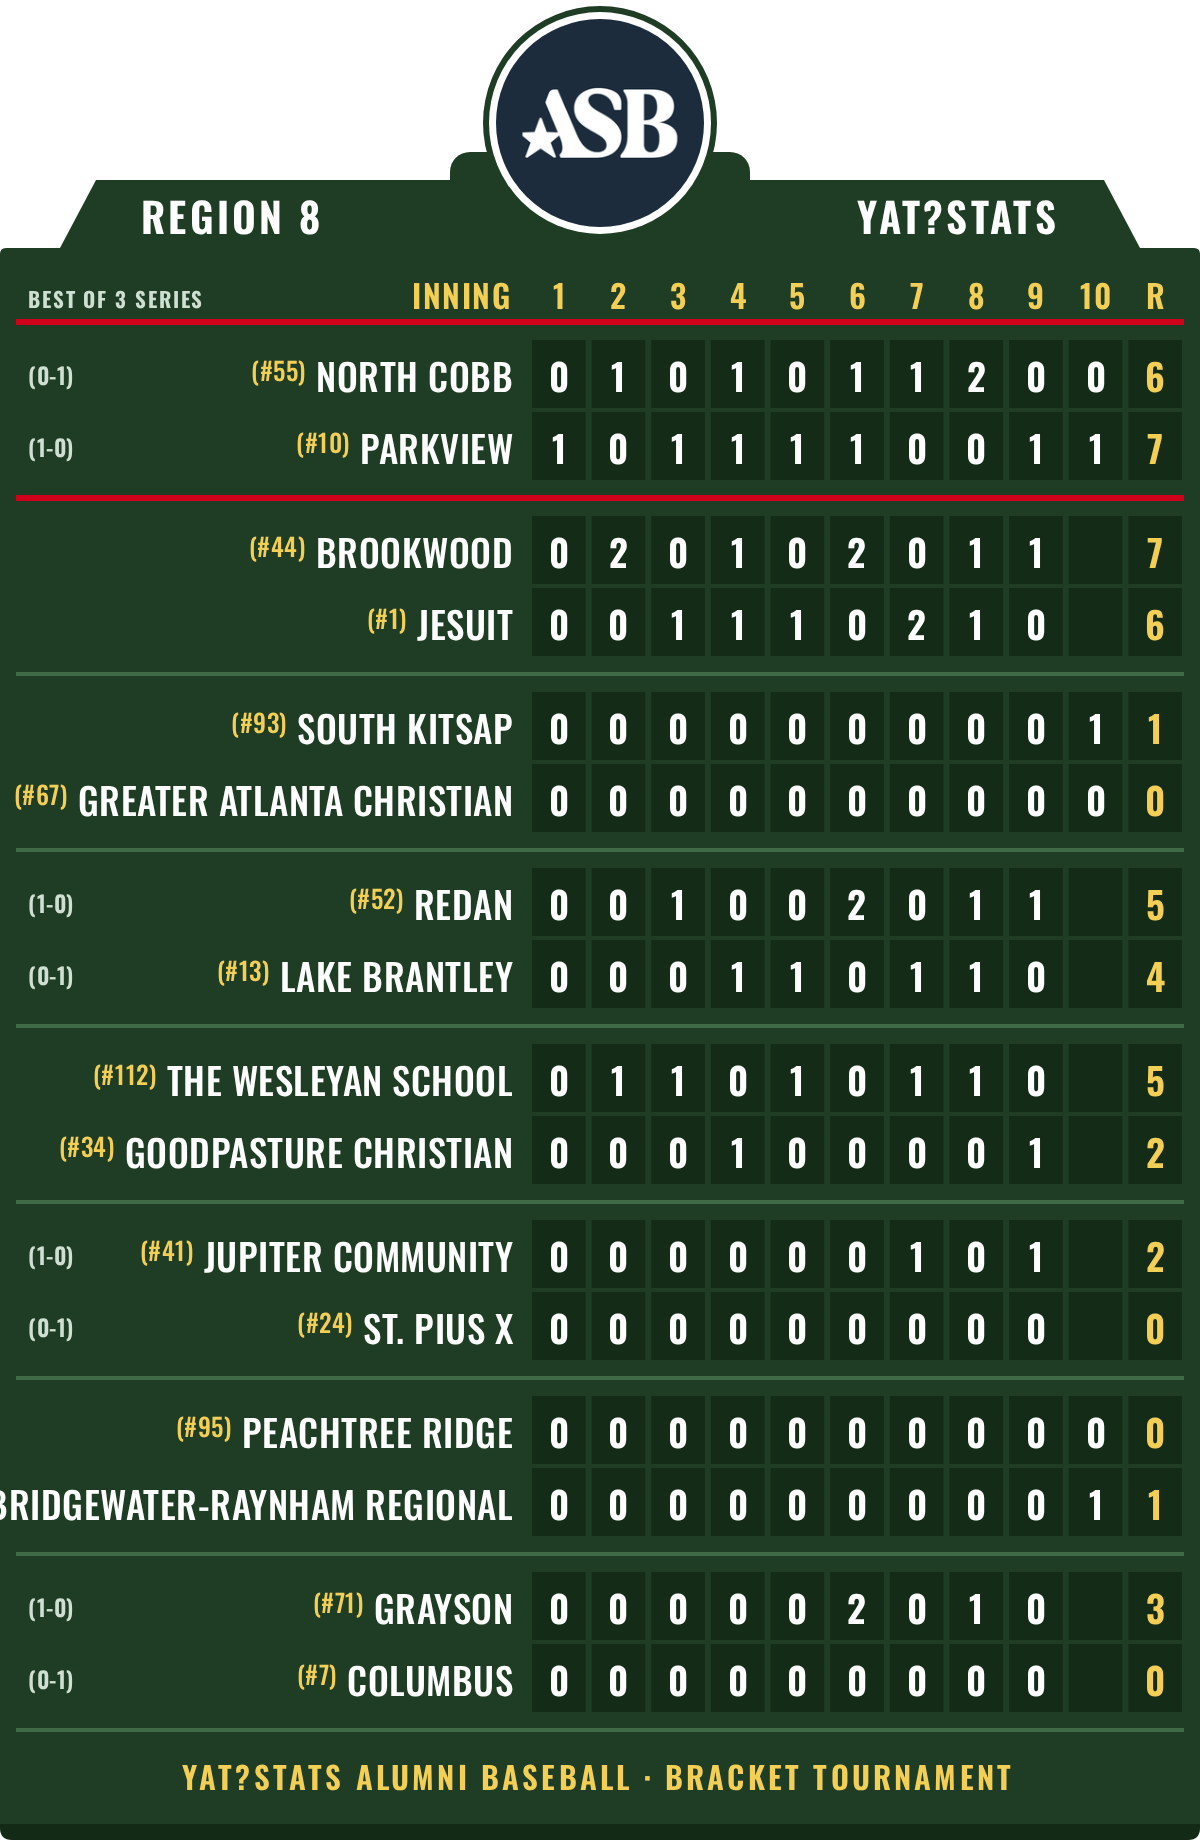 ASB
REGION 8 YAT?STATS
BEST OF 3 SERIES INNING 1 2 3 4 5 6 7 8 9 10 R
(0-1) (#55) NORTH COBB 0 1 0 1 0 1 1 2 0 0 6
(1-0) (#10) PARKVIEW 1 0 1 1 1 1 0 0 1 1 7
(#44) BROOKWOOD 0 2 0 1 0 2 0 1 1 7
(#1) JESUIT 0 0 1 1 1 0 2 1 0 6
(#93) SOUTH KITSAP 0 0 0 0 0 0 0 0 0 1 1
(#67) GREATER ATLANTA CHRISTIAN 0 0 0 0 0 0 0 0 0 0 0
(1-0) (#52) REDAN 0 0 1 0 0 2 0 1 1 5
(0-1) (#13) LAKE BRANTLEY 0 0 0 1 1 0 1 1 0 4
(#112) THE WESLEYAN SCHOOL 0 1 1 0 1 0 1 1 0 5
(#34) GOODPASTURE CHRISTIAN 0 0 0 1 0 0 0 0 1 2
(1-0) (#41) JUPITER COMMUNITY 0 0 0 0 0 0 1 0 1 2
(0-1) (#24) ST. PIUS X 0 0 0 0 0 0 0 0 0 0
(#95) PEACHTREE RIDGE 0 0 0 0 0 0 0 0 0 0 0
BRIDGEWATER-RAYNHAM REGIONAL 0 0 0 0 0 0 0 0 0 1 1
(1-0) (#71) GRAYSON 0 0 0 0 0 2 0 1 0 3
(0-1) (#7) COLUMBUS 0 0 0 0 0 0 0 0 0 0
YAT?STATS ALUMNI BASEBALL · BRACKET TOURNAMENT